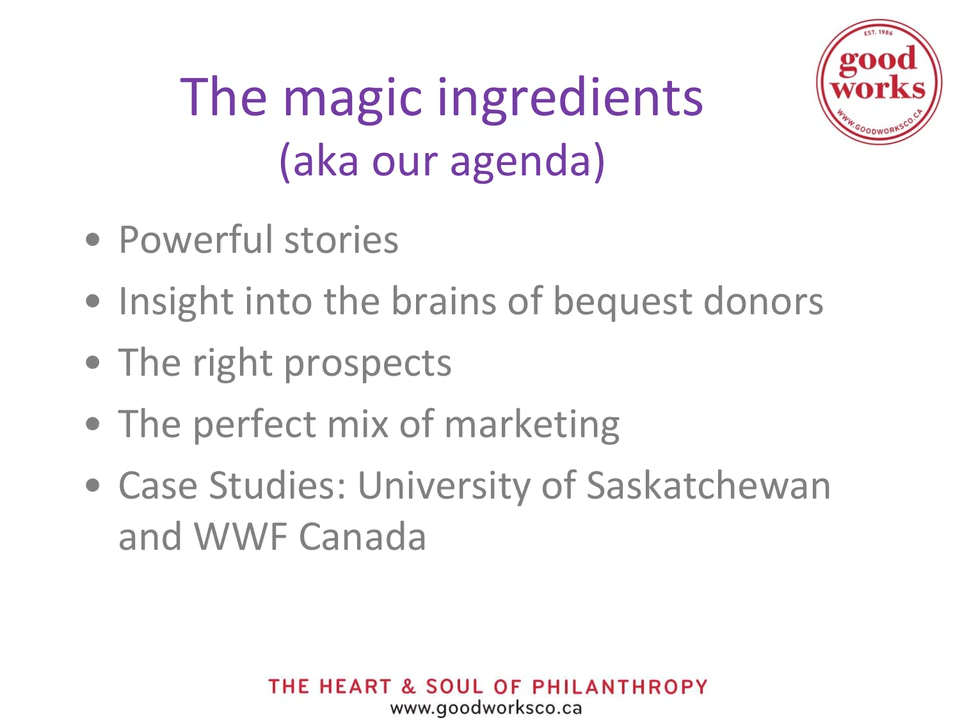 EST. 1986
good
works
WWW.GOODWORKSCO.CA
The magic ingredients
(aka our agenda)
• Powerful stories
• Insight into the brains of bequest donors
• The right prospects
• The perfect mix of marketing
• Case Studies: University of Saskatchewan
and WWF Canada
THE HEART & SOUL OF PHILANTHROPY
www.goodworksco.ca